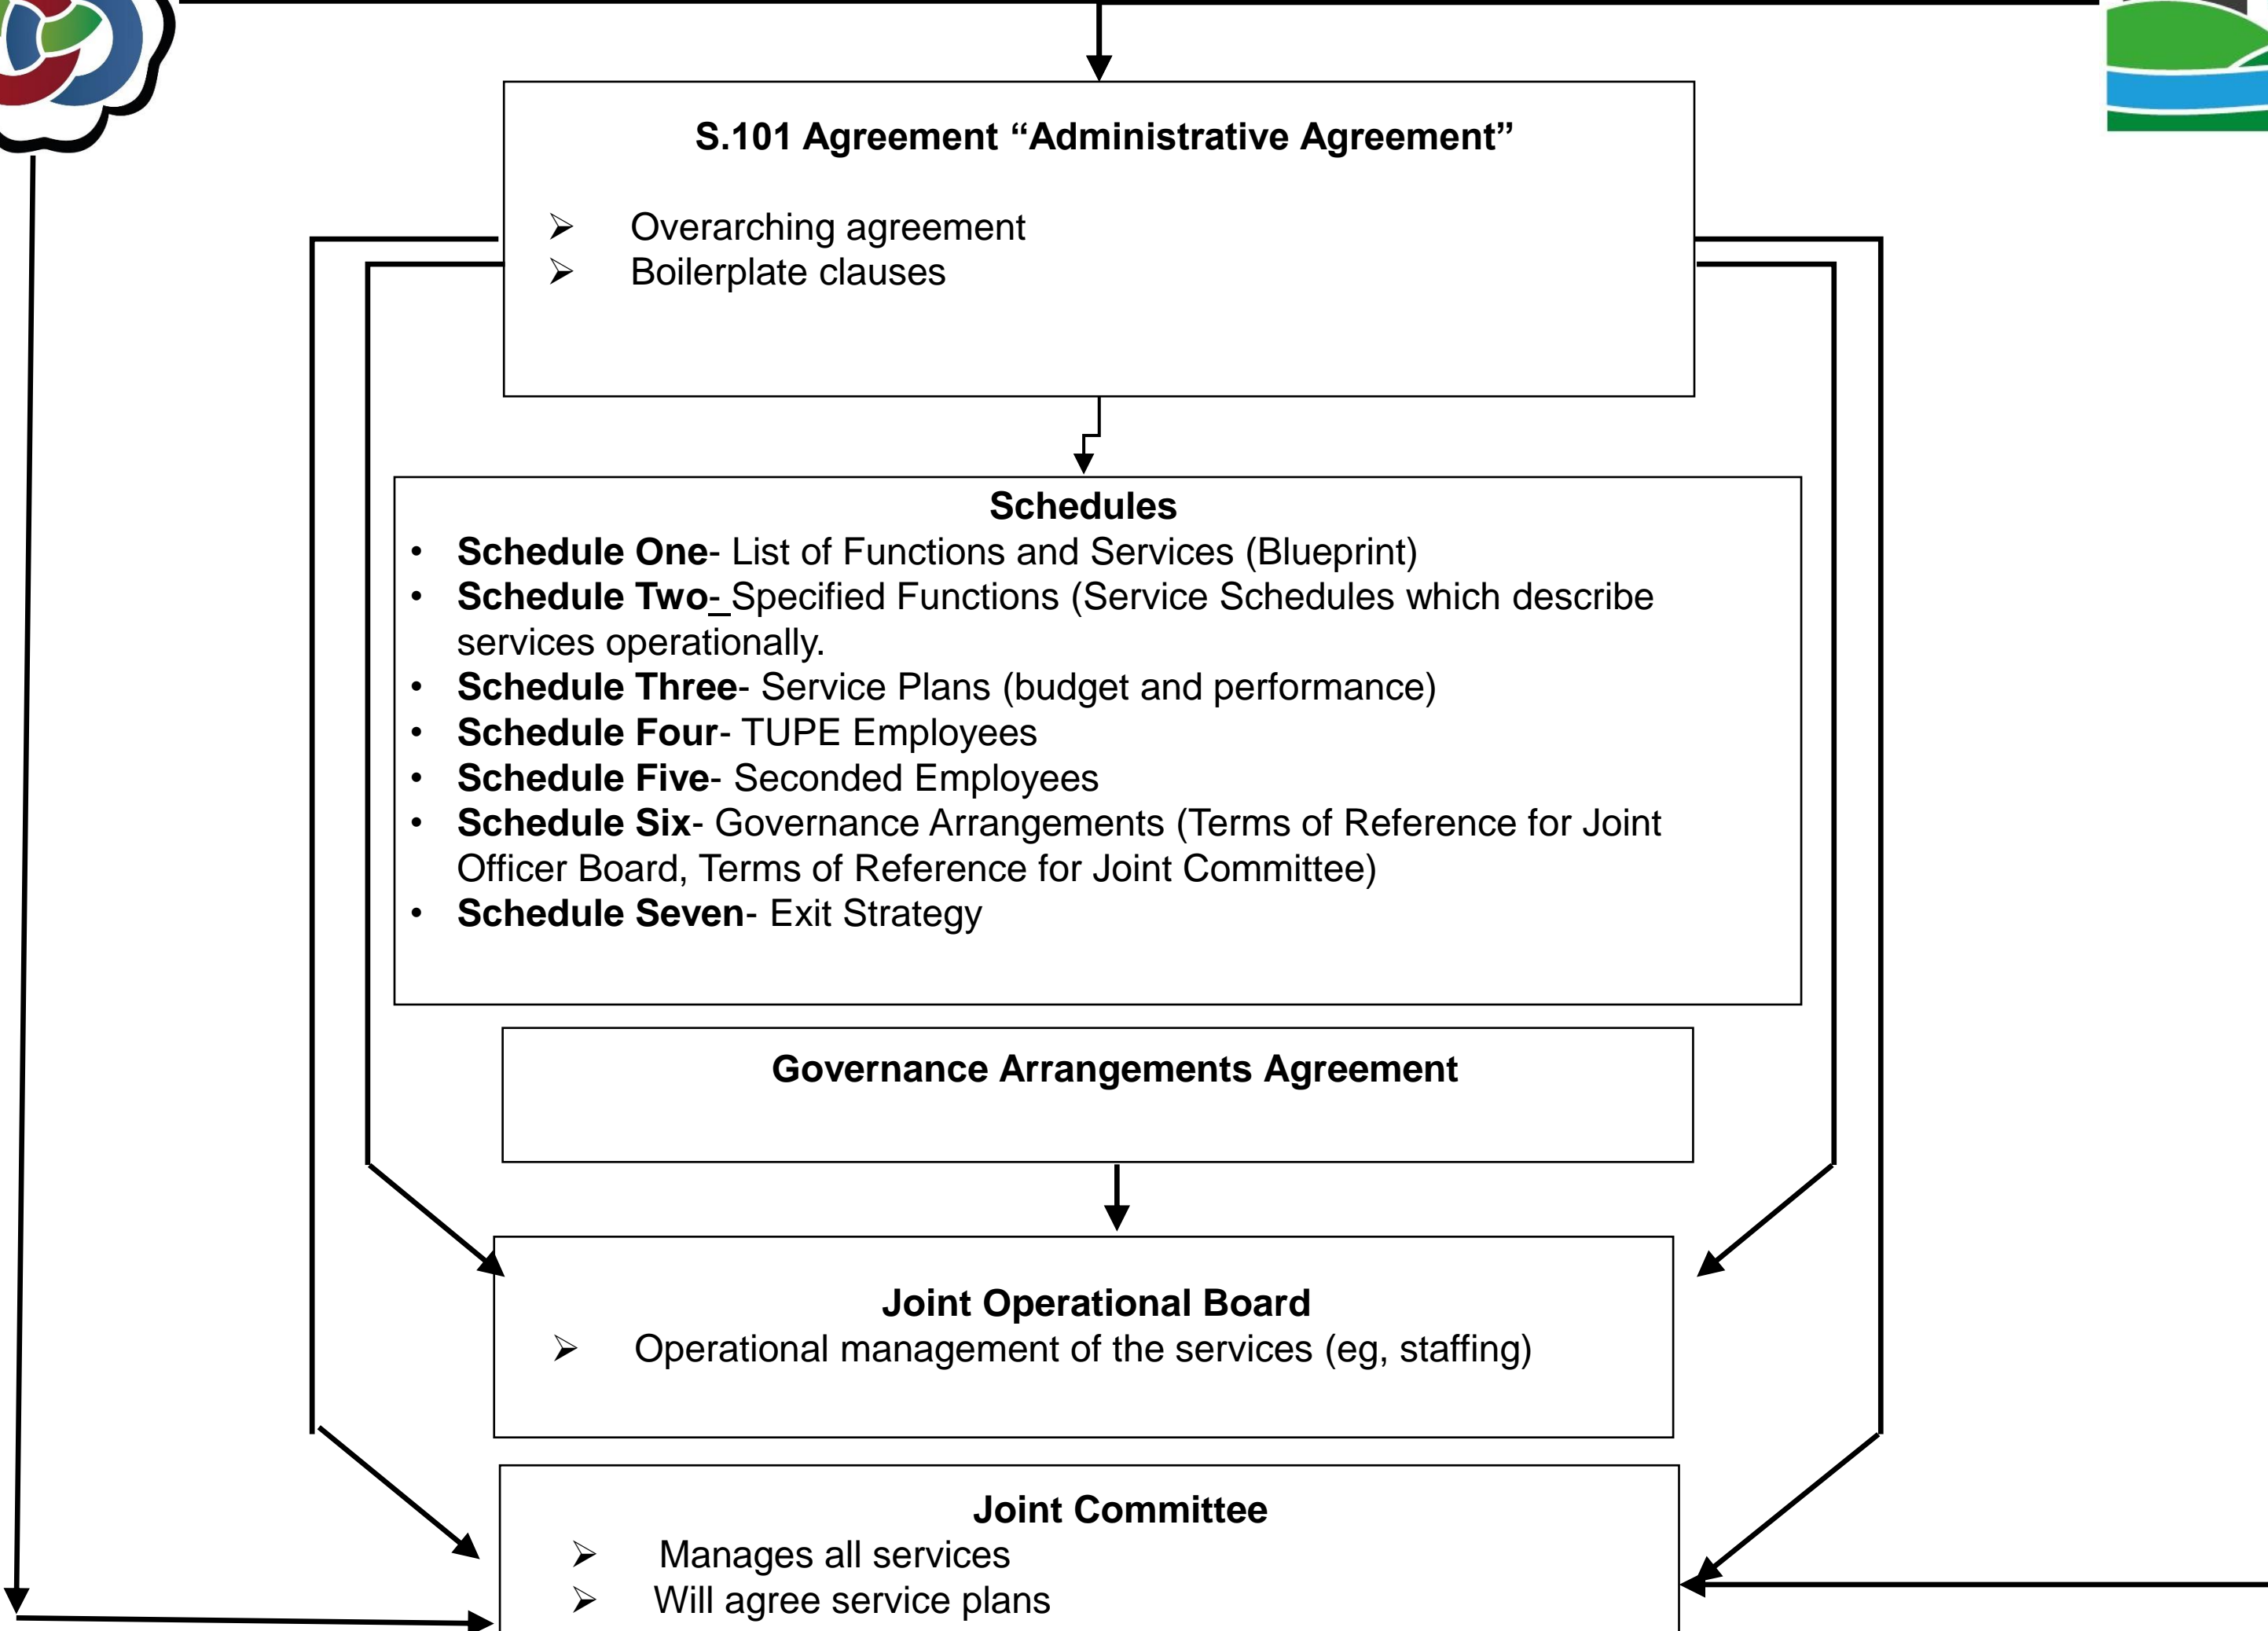 S.101 Agreement “Administrative Agreement”
➢ Overarching agreement
➢ Boilerplate clauses
Schedules
• Schedule One- List of Functions and Services (Blueprint)
• Schedule Two- Specified Functions (Service Schedules which describe
services operationally.
• Schedule Three- Service Plans (budget and performance)
• Schedule Four- TUPE Employees
• Schedule Five- Seconded Employees
• Schedule Six- Governance Arrangements (Terms of Reference for Joint
Officer Board, Terms of Reference for Joint Committee)
• Schedule Seven- Exit Strategy
Governance Arrangements Agreement
Joint Operational Board
➢ Operational management of the services (eg, staffing)
Joint Committee
➢ Manages all services
➢ Will agree service plans